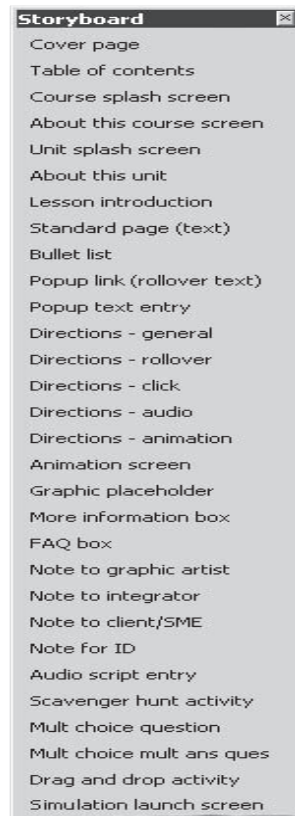 Storyboard
Cover page
Table of contents
Course splash screen
About this course screen
Unit splash screen
About this unit
Lesson introduction
Standard page (text)
Bullet list
Popup link (rollover text)
Popup text entry
Directions - general
Directions - rollover
Directions - click
Directions - audio
Directions - animation
Animation screen
Graphic placeholder
More information box
FAQ box
Note to graphic artist
Note to integrator
Note to client/SME
Note for ID
Audio script entry
Scavenger hunt activity
Mult choice question
Mult choice mult ans ques
Drag and drop activity
Simulation launch screen